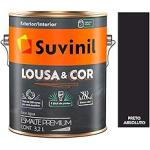 Exterior/Interior
Suvinil
LOUSA & COR
ESMALTE PREMIUM
CONT. 3,2 L
PRETO
ABSOLUTO